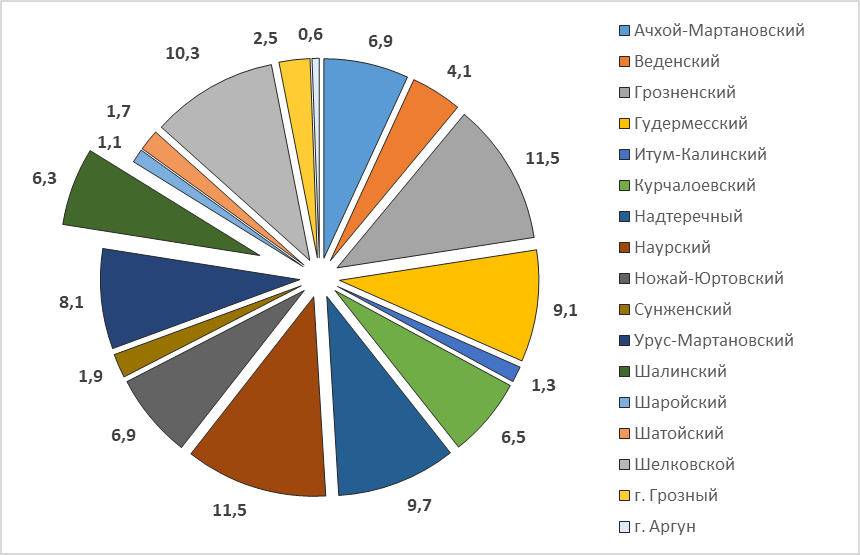 6,9
4,1
11,5
9,1
1,3
6,5
9,7
11,5
6,9
1,9
8,1
6,3
1,1
1,7
10,3
2,5
0,6
Ачхой-Мартановский
Веденский
Грозненский
Гудермесский
Итум-Калинский
Курчалоевский
Надтеречный
Наурский
Ножай-Юртовский
Сунженский
Урус-Мартановский
Шалинский
Шаройский
Шатойский
Шелковской
г. Грозный
г. Аргун